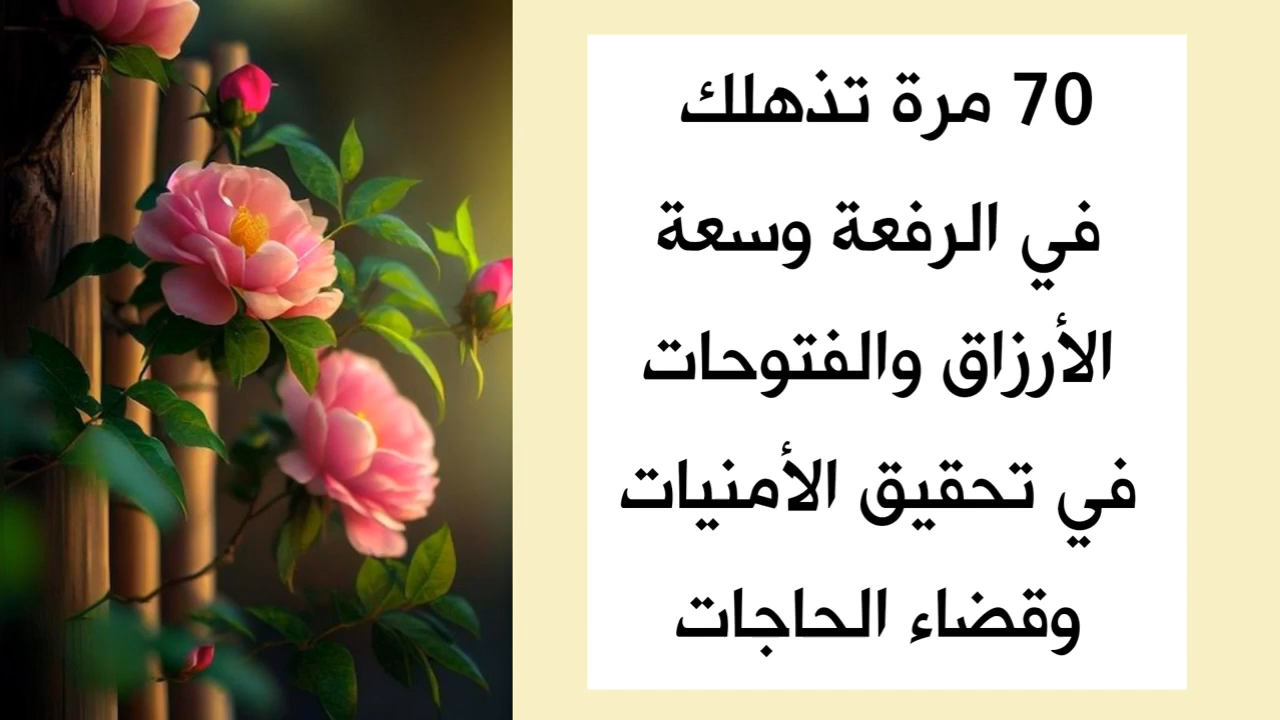 70 مرة تذهلك
في الرفعة وسعة
الأرزاق والفتوحات
في تحقيق الأمنيات
وقضاء الحاجات